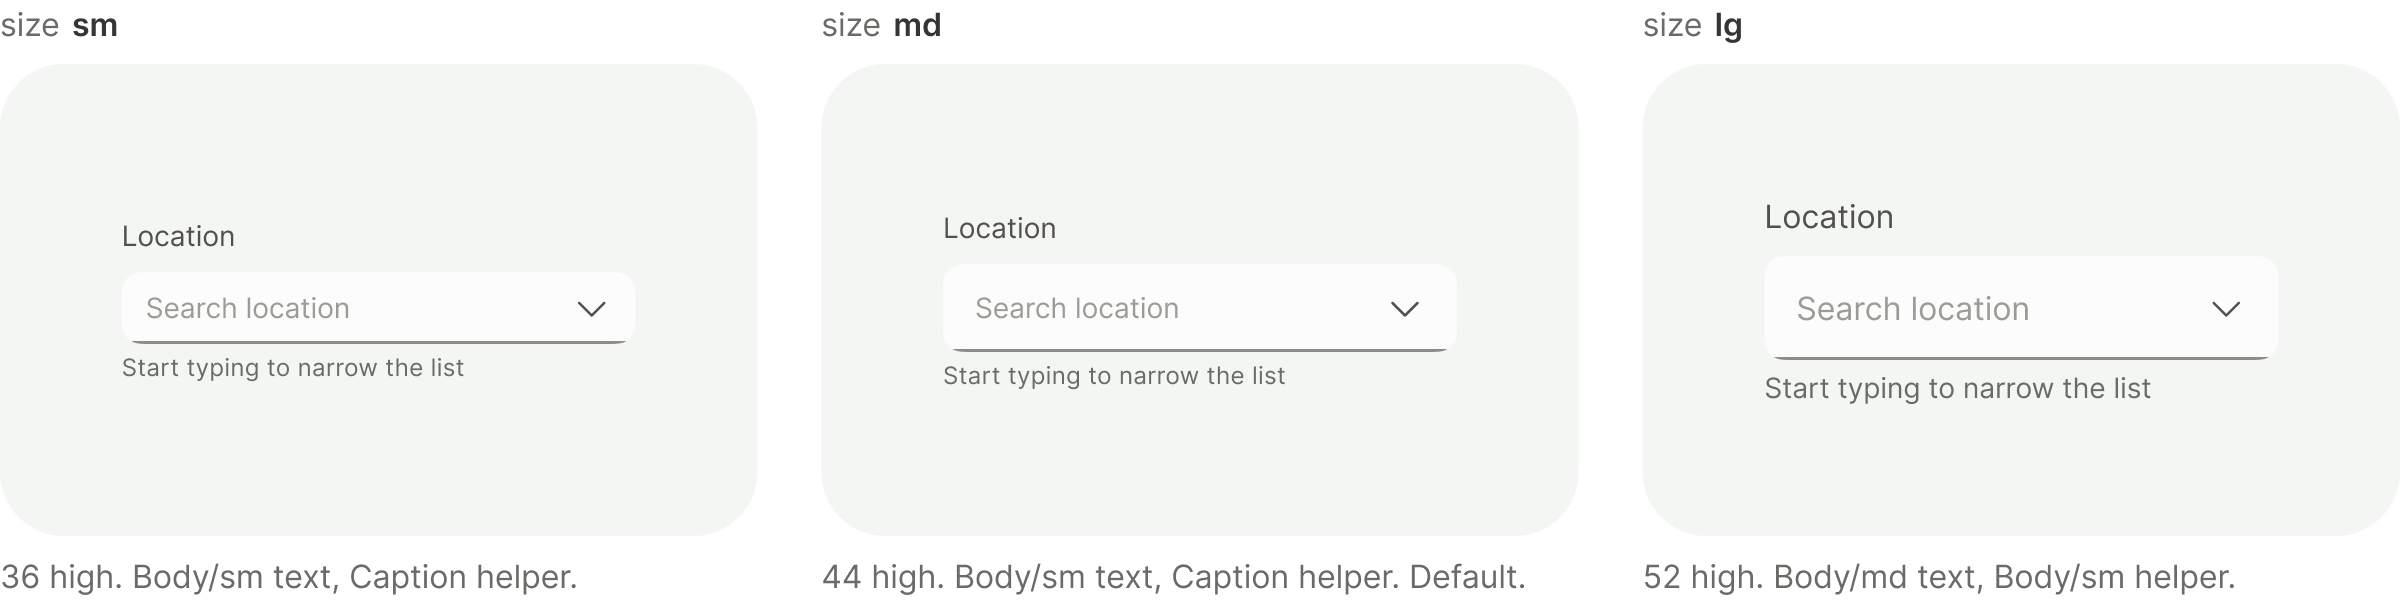 size sm
Location
Search location
Start typing to narrow the list
36 high. Body/sm text, Caption helper.
size md
Location
Search location
Start typing to narrow the list
44 high. Body/sm text, Caption helper. Default.
size lg
Location
Search location
Start typing to narrow the list
52 high. Body/md text, Body/sm helper.